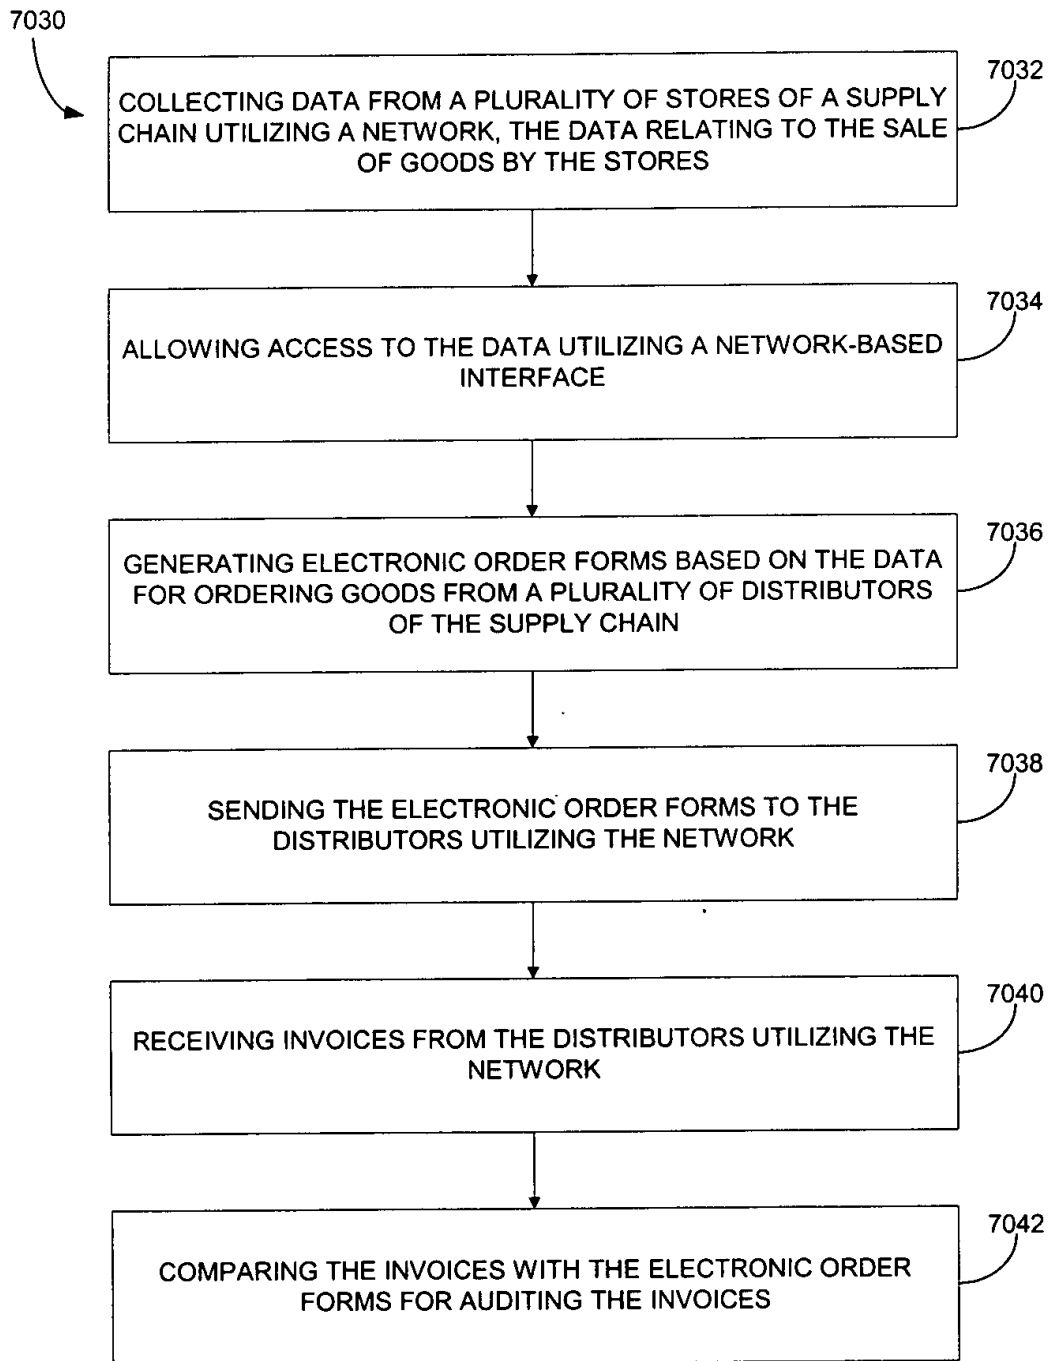 7030
7032
COLLECTING DATA FROM A PLURALITY OF STORES OF A SUPPLY
CHAIN UTILIZING A NETWORK, THE DATA RELATING TO THE SALE
OF GOODS BY THE STORES
7034
ALLOWING ACCESS TO THE DATA UTILIZING A NETWORK-BASED
INTERFACE
7036
GENERATING ELECTRONIC ORDER FORMS BASED ON THE DATA
FOR ORDERING GOODS FROM A PLURALITY OF DISTRIBUTORS
OF THE SUPPLY CHAIN
7038
SENDING THE ELECTRONIC ORDER FORMS TO THE
DISTRIBUTORS UTILIZING THE NETWORK
7040
RECEIVING INVOICES FROM THE DISTRIBUTORS UTILIZING THE
NETWORK
7042
COMPARING THE INVOICES WITH THE ELECTRONIC ORDER
FORMS FOR AUDITING THE INVOICES